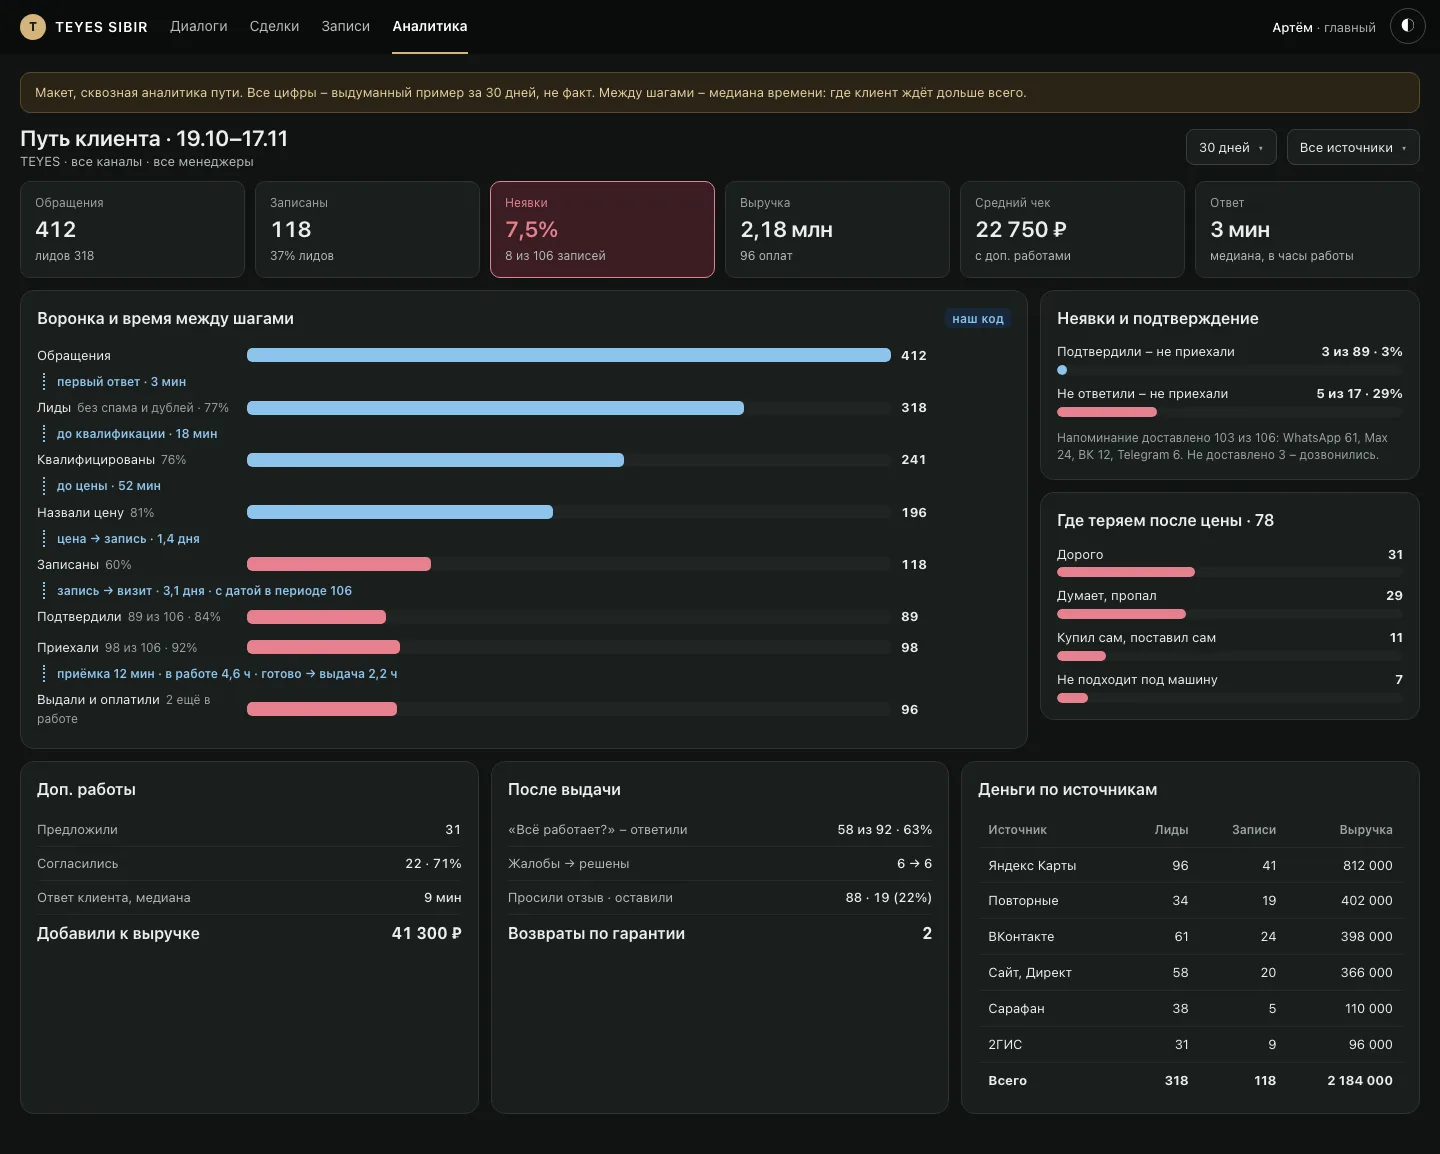 T TEYES SIBIR Диалоги Сделки Записи Аналитика Артём · главный
Макет, сквозная аналитика пути. Все цифры – выдуманный пример за 30 дней, не факт. Между шагами – медиана времени: где клиент ждёт дольше всего.
Путь клиента · 19.10–17.11
TEYES · все каналы · все менеджеры
30 дней
Все источники
Обращения
412
лидов 318
Записаны
118
37% лидов
Неявки
7,5%
8 из 106 записей
Выручка
2,18 млн
96 оплат
Средний чек
22 750 ₽
с доп. работами
Ответ
3 мин
медиана, в часы работы
Воронка и время между шагами
наш код
Обращения 412
первый ответ · 3 мин
Лиды без спама и дублей · 77% 318
до квалификации · 18 мин
Квалифицированы 76% 241
до цены · 52 мин
Назвали цену 81% 196
цена → запись · 1,4 дня
Записаны 60% 118
запись → визит · 3,1 дня · с датой в периоде 106
Подтвердили 89 из 106 · 84% 89
Приехали 98 из 106 · 92% 98
приёмка 12 мин · в работе 4,6 ч · готово → выдача 2,2 ч
Выдали и оплатили 2 ещё в
работе
96
Неявки и подтверждение
Подтвердили – не приехали 3 из 89 · 3%
Не ответили – не приехали 5 из 17 · 29%
Напоминание доставлено 103 из 106: WhatsApp 61, Max
24, ВК 12, Telegram 6. Не доставлено 3 – дозвонились.
Где теряем после цены · 78
Дорого 31
Думает, пропал 29
Купил сам, поставил сам 11
Не подходит под машину 7
Доп. работы
Предложили 31
Согласились 22 · 71%
Ответ клиента, медиана 9 мин
Добавили к выручке 41 300 ₽
После выдачи
«Всё работает?» – ответили 58 из 92 · 63%
Жалобы → решены 6 → 6
Просили отзыв · оставили 88 · 19 (22%)
Возвраты по гарантии 2
Деньги по источникам
Источник Лиды Записи Выручка
Яндекс Карты 96 41 812 000
Повторные 34 19 402 000
ВКонтакте 61 24 398 000
Сайт, Директ 58 20 366 000
Сарафан 38 5 110 000
2ГИС 31 9 96 000
Всего 318 118 2 184 000